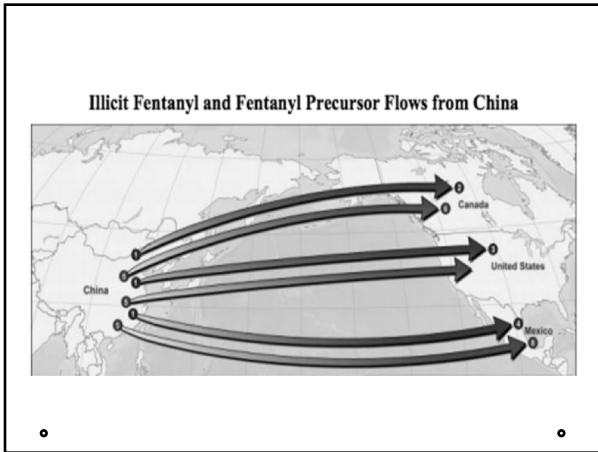 Illicit Fentanyl and Fentanyl Precursor Flows from China
Canada
United States
China
Mexico